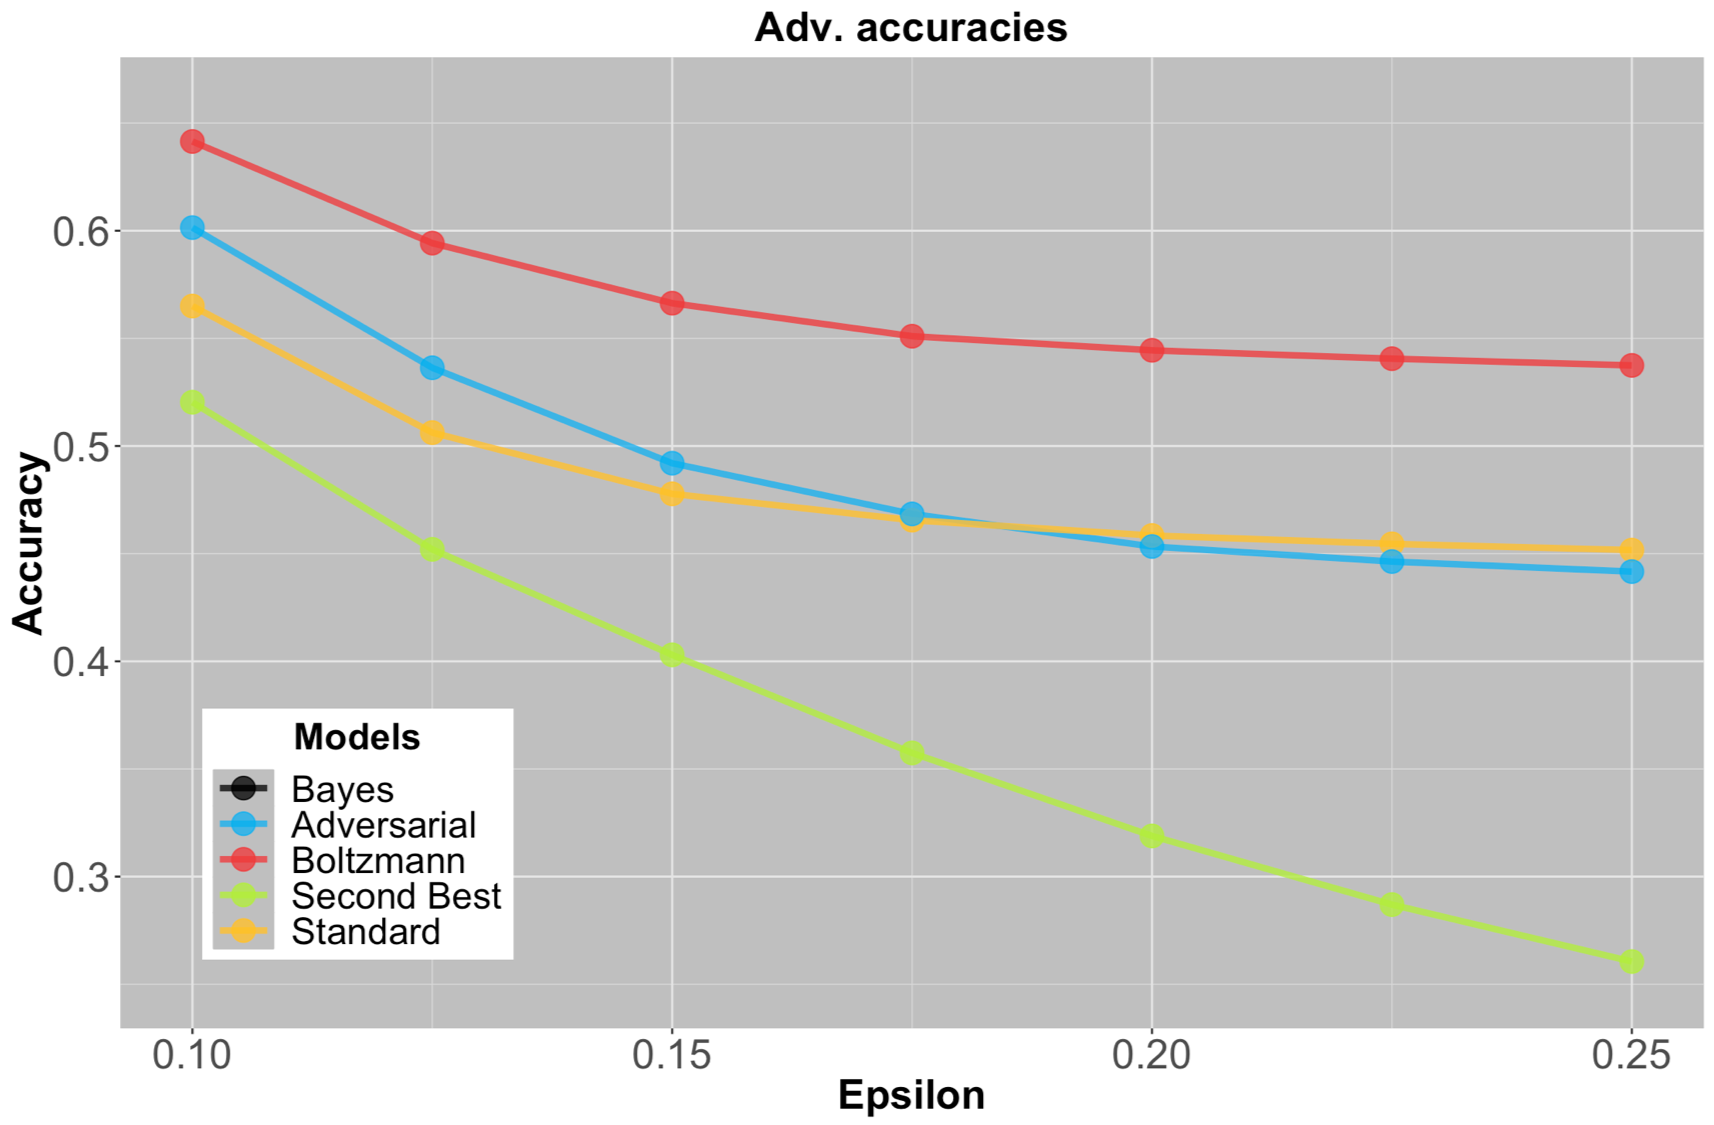 Adv. accuracies
0.6
0.5
0.4
0.3
Accuracy
Models
Bayes
Adversarial
Boltzmann
Second Best
Standard
0.10 0.15 0.20 0.25
Epsilon